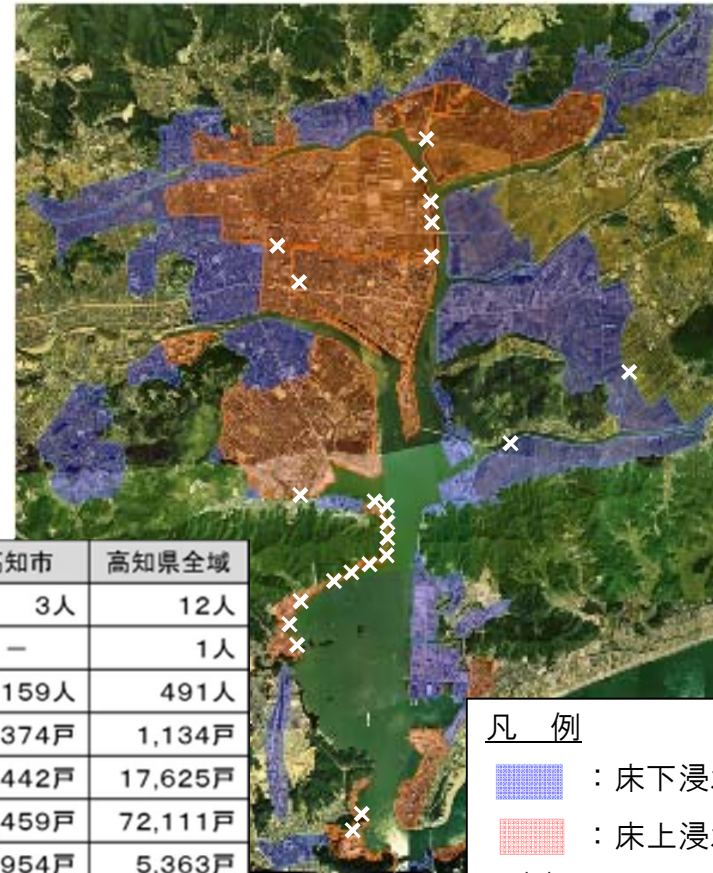 知市 高知県全域
3人 12人
－ 1人
159人 491人
374戸 1,134戸
442戸 17,625戸
459戸 72,111戸
954戸 5,363戸
凡 例
：床下浸
：床上浸